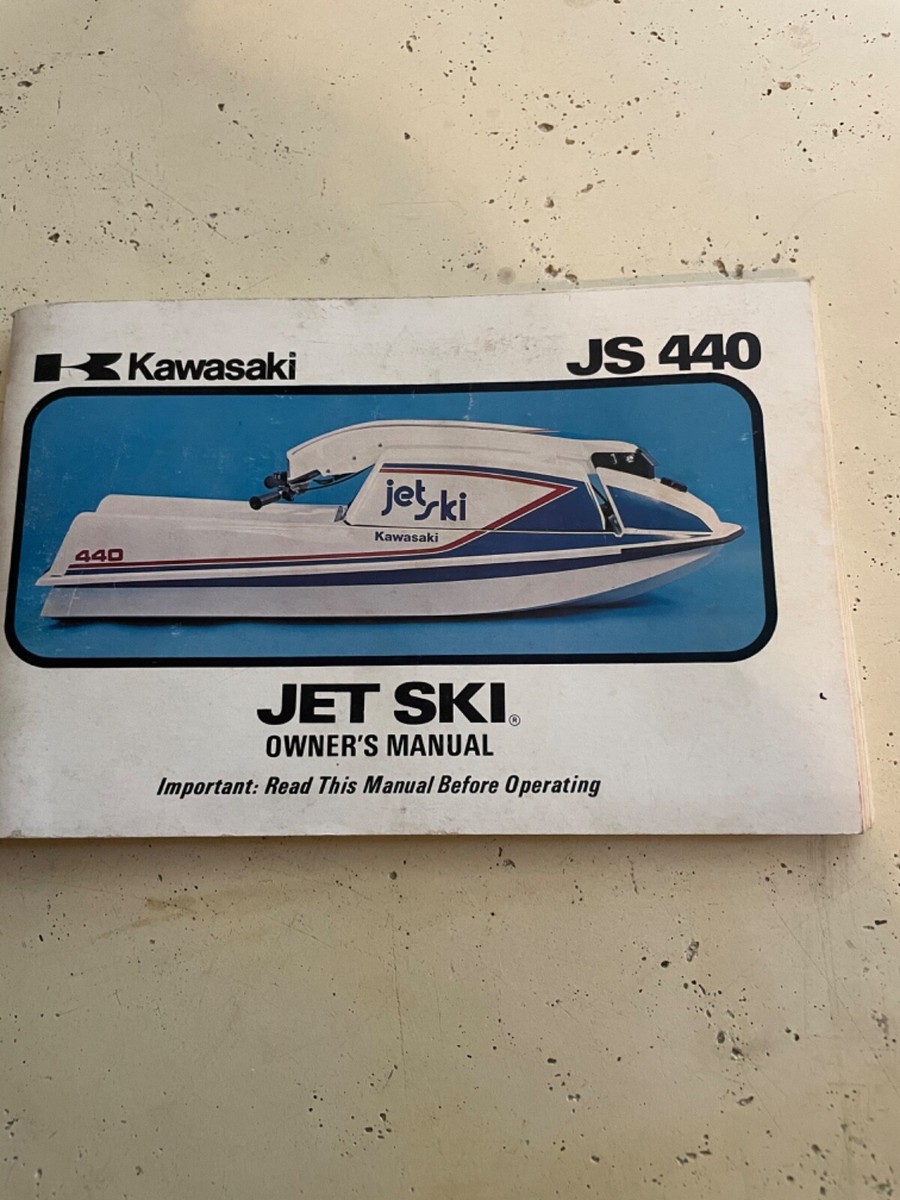 Kawasaki
JS 440
jet ski
Kawasaki
440
JET SKI®
OWNER'S MANUAL
Important: Read This Manual Before Operating